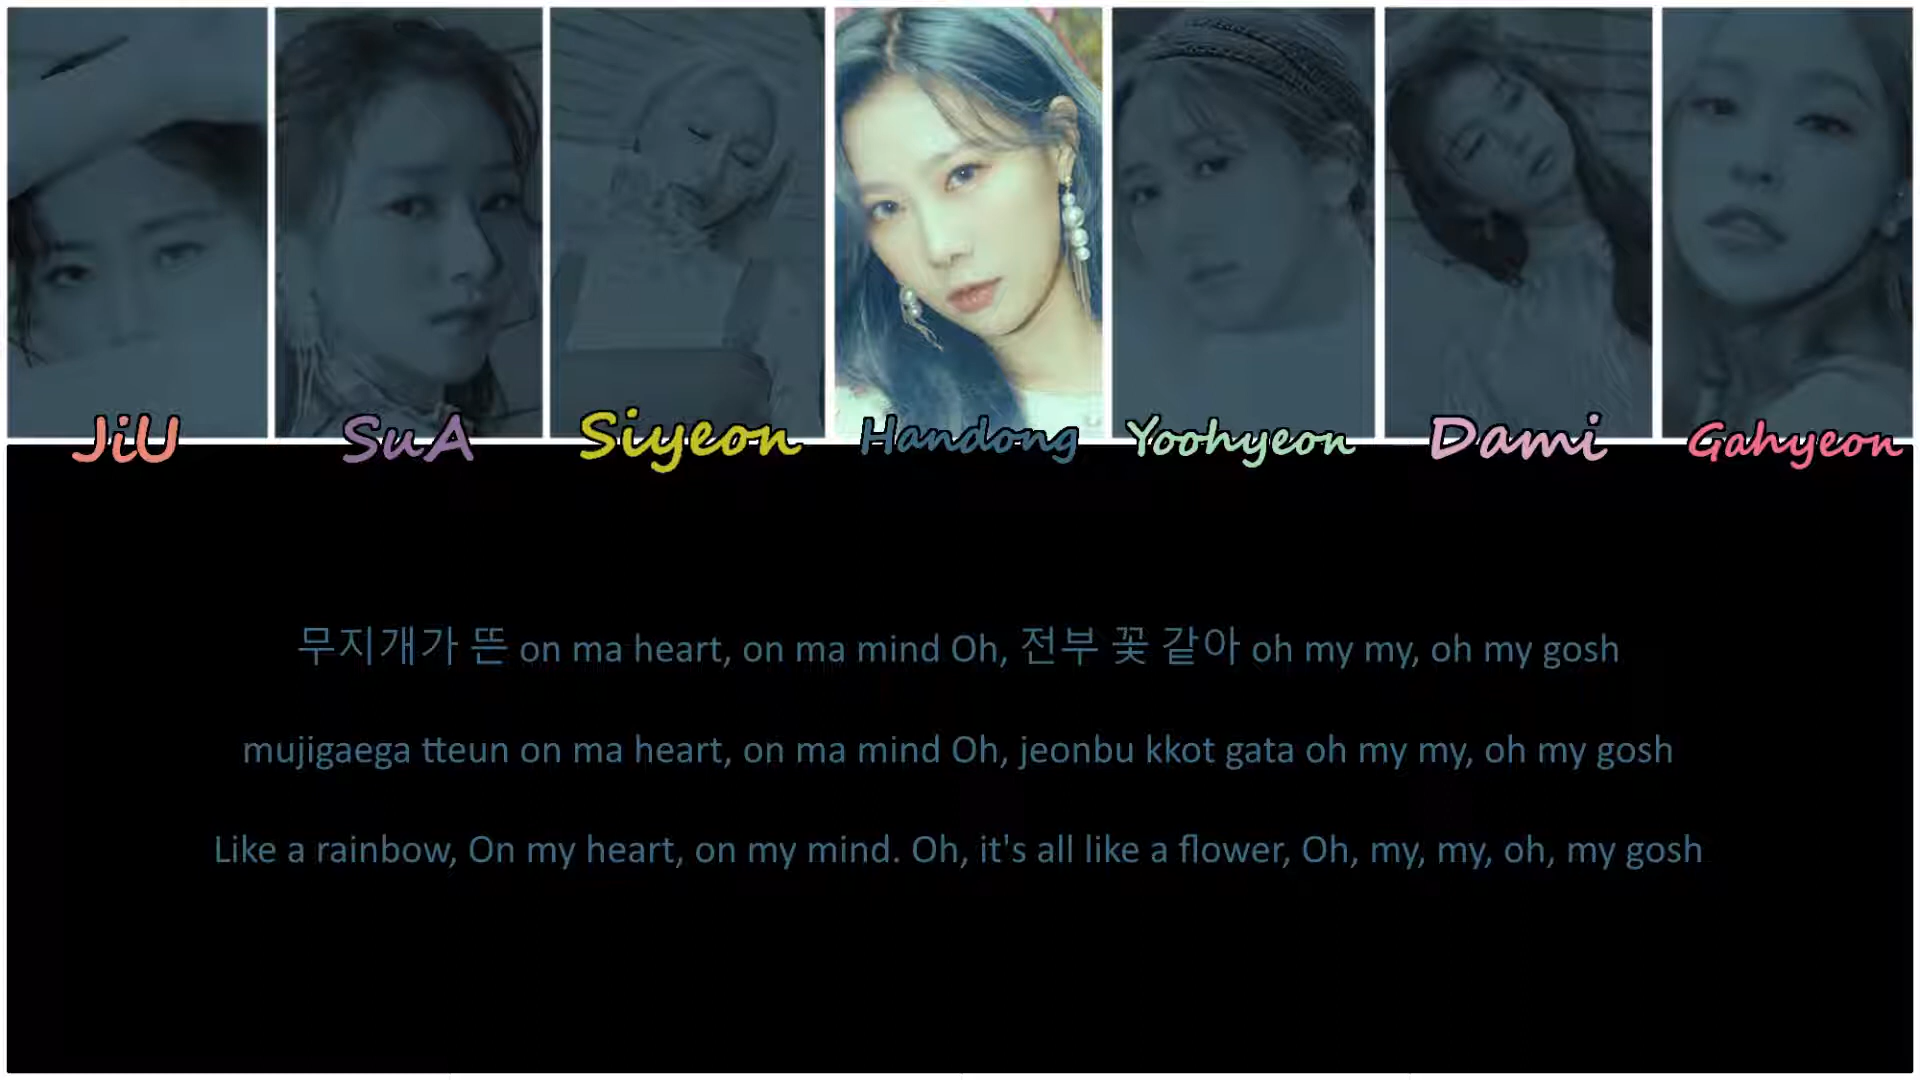 JiU SuA Siyeon Handong Yoohyeon Dami Gahyeon
무지개가 뜬 on ma heart, on ma mind Oh, 전부 꽃 같아 oh my my, oh my gosh
mujigaega tteun on ma heart, on ma mind Oh, jeonbu kkot gata oh my my, oh my gosh
Like a rainbow, On my heart, on my mind. Oh, it's all like a flower, Oh, my, my, oh, my gosh